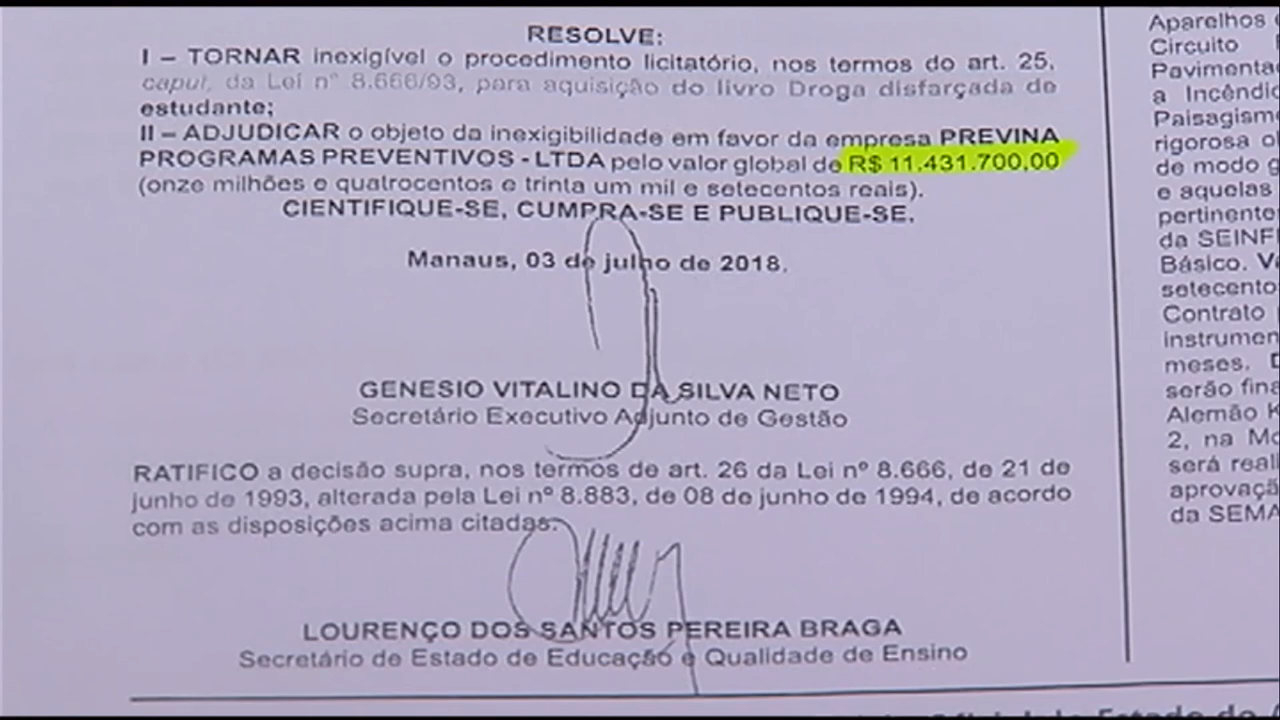 RESOLVE:
I – TORNAR inexigível o procedimento licitatório, nos termos do art. 25,
caput, da Lei nº 8.666/93, para aquisição do livro Droga disfarçada de
estudante;
II – ADJUDICAR o objeto da inexigibilidade em favor da empresa PREVINA
PROGRAMAS PREVENTIVOS - LTDA pelo valor global de R$ 11.431.700,00
(onze milhões e quatrocentos e trinta um mil e setecentos reais).
CIENTIFIQUE-SE, CUMPRA-SE E PUBLIQUE-SE.
Manaus, 03 de julho de 2018.
GENESIO VITALINO DA SILVA NETO
Secretário Executivo Adjunto de Gestão
RATIFICO a decisão supra, nos termos de art. 26 da Lei nº 8.666, de 21 de
junho de 1993, alterada pela Lei nº 8.883, de 08 de junho de 1994, de acordo
com as disposições acima citadas.
LOURENÇO DOS SANTOS PEREIRA BRAGA
Secretário de Estado de Educação e Qualidade de Ensino
Aparelhos
Circuito
Pavimenta
a Incêndi
Paisagism
rigorosa o
de modo g
e aquelas
pertinente
da SEINF
Básico. V
setecento
Contrato
instrumen
meses.
serão fina
Alemão K
2, na Mo
será reali
aprovaçã
da SEMA